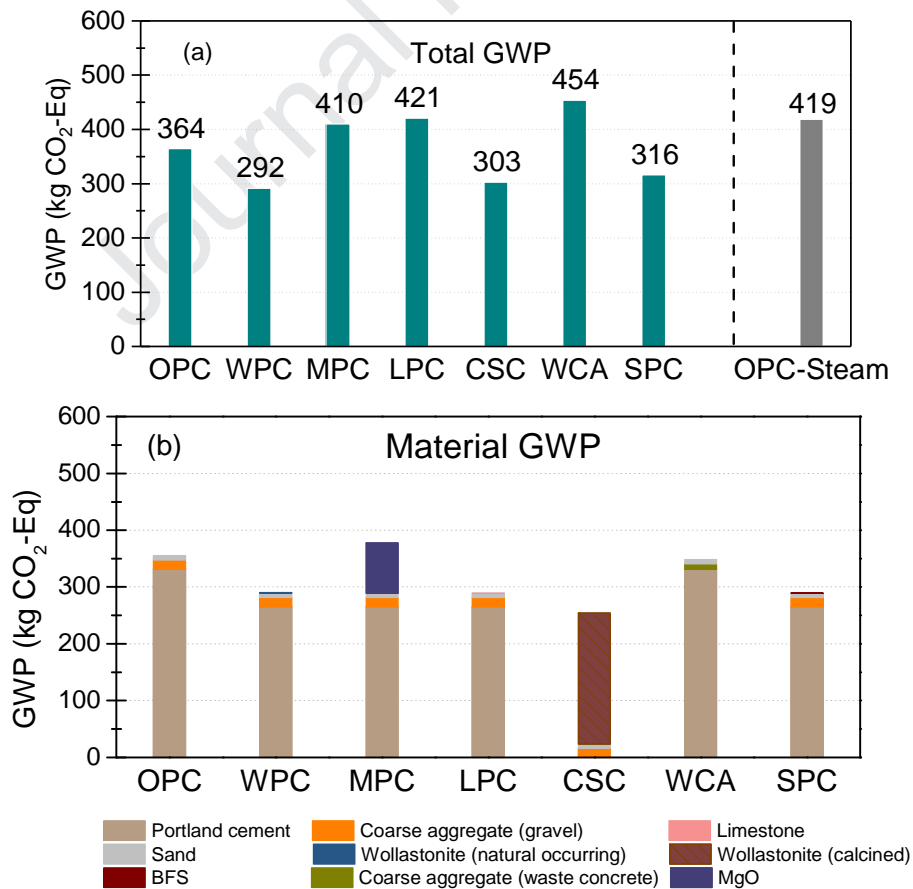 Journal
600
500
400
300
200
100
0
GWP (kg CO₂-Eq)
(a)
Total GWP
364
292
410
421
303
454
316
419
OPC WPC MPC LPC CSC WCA SPC OPC-Steam
600
500
400
300
200
100
0
GWP (kg CO₂-Eq)
(b)
Material GWP
OPC WPC MPC LPC CSC WCA SPC
Portland cement Coarse aggregate (gravel) Limestone
Sand Wollastonite (natural occurring) Wollastonite (calcined)
BFS Coarse aggregate (waste concrete) MgO